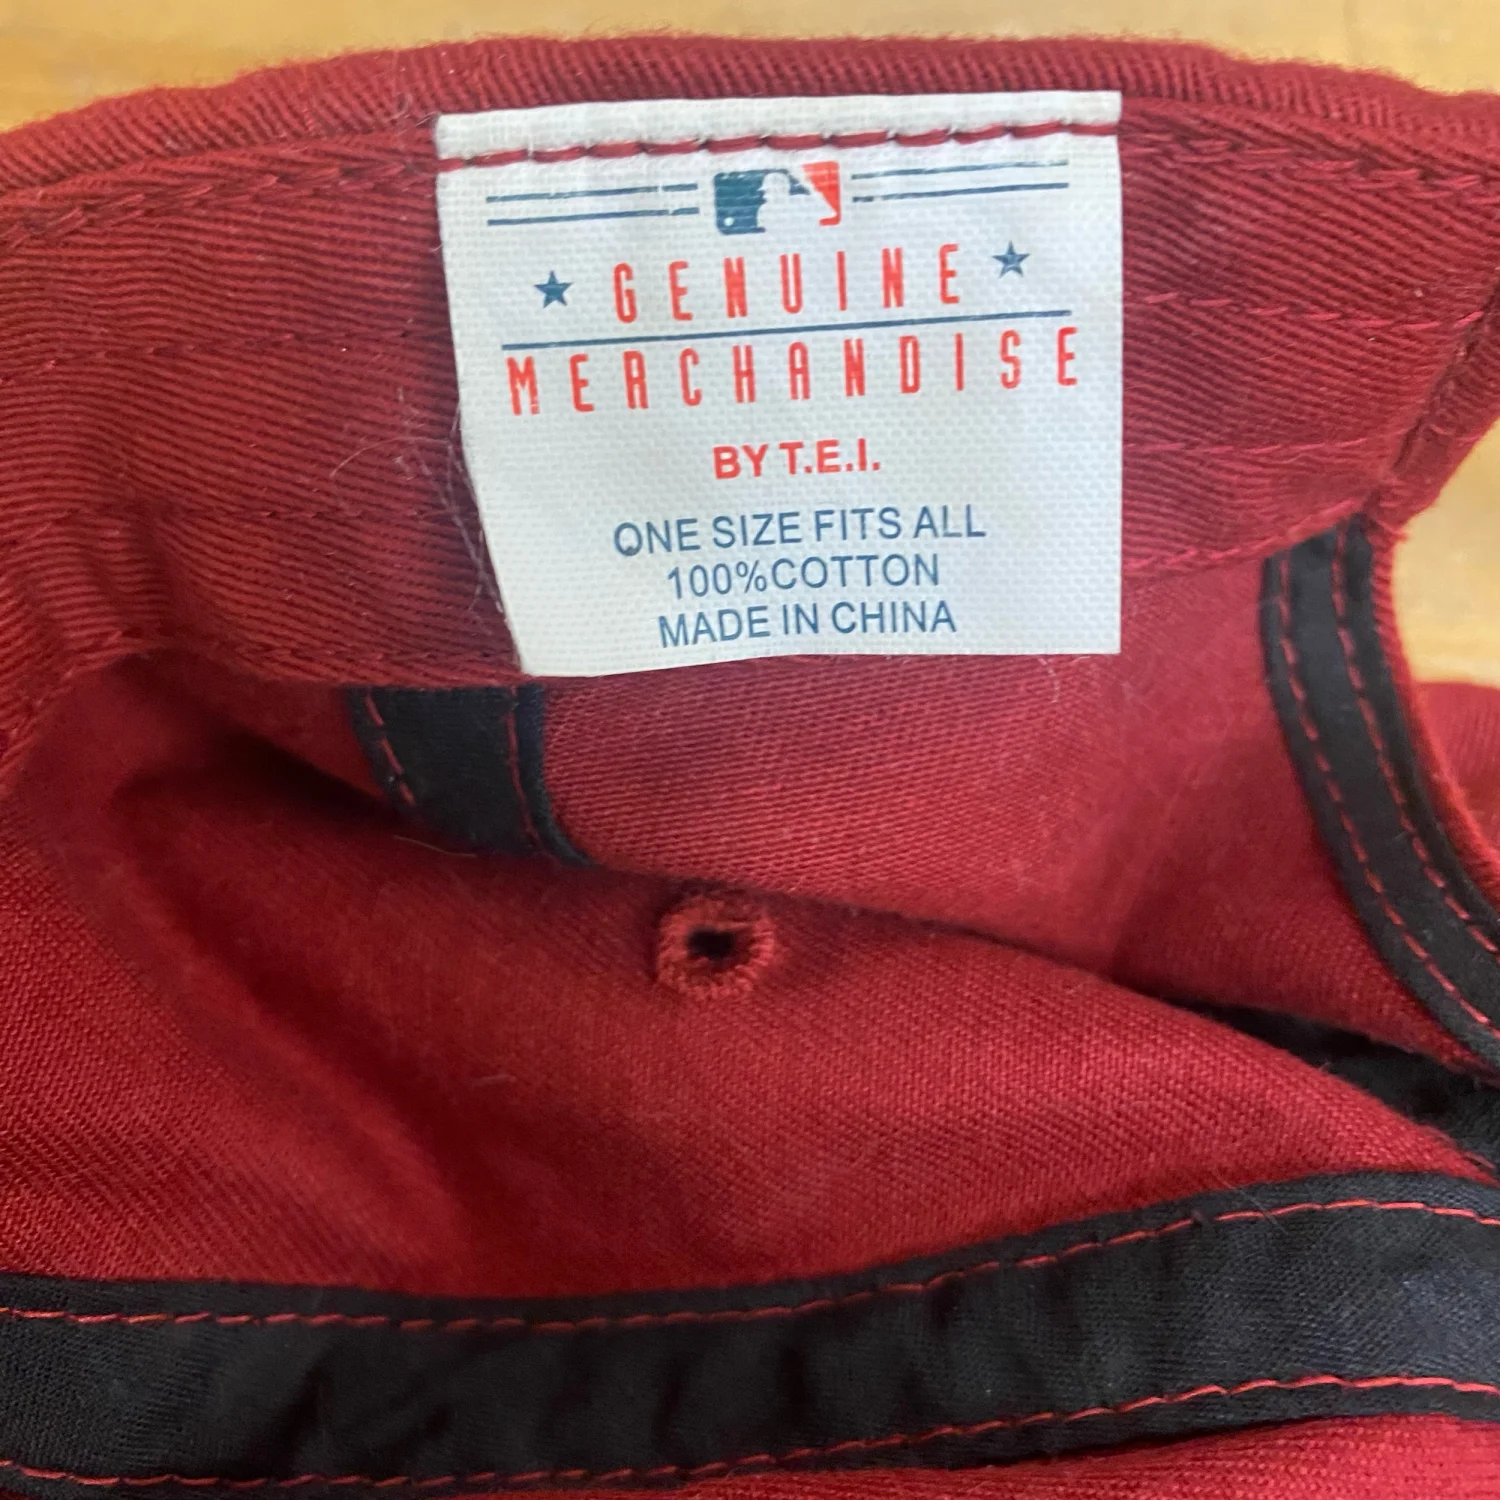 GENUINE
MERCHANDISE
BY T.E.I.
ONE SIZE FITS ALL
100%COTTON
MADE IN CHINA